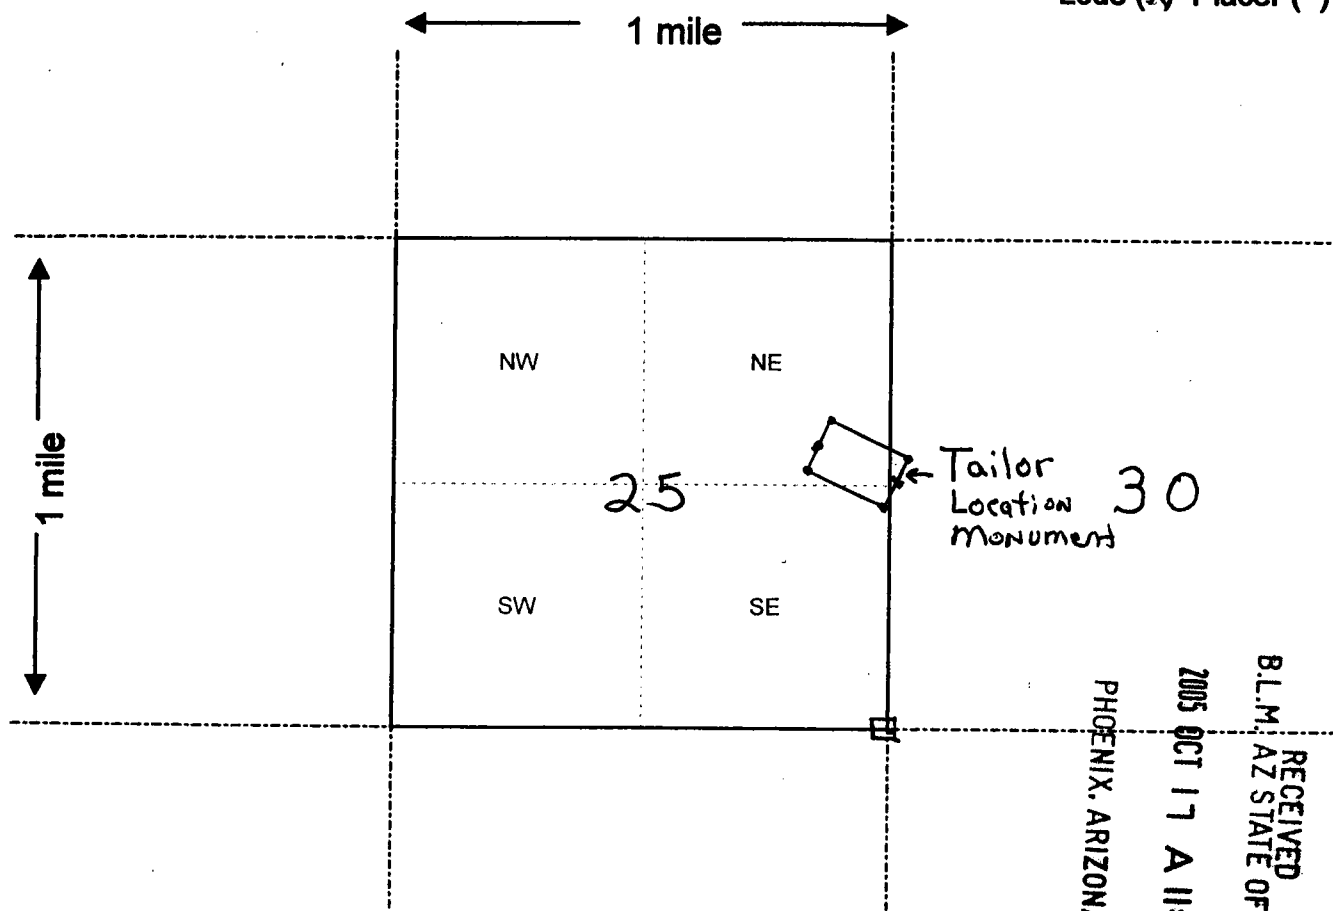 Placer ( )
1 mile
1 mile
NW
NE
25
Tailor
Location
Monument
30
SW
SE
RECEIVED
B.L.M. AZ STATE OF
2005 OCT 17 A
PHOENIX, ARIZON